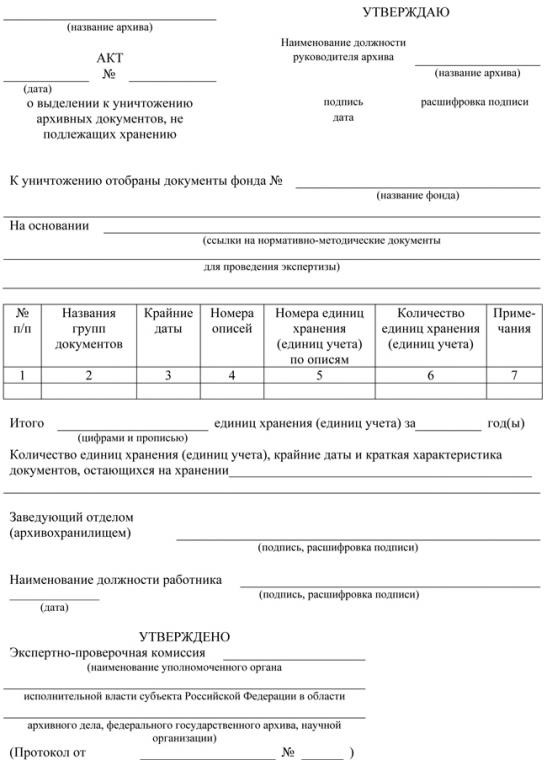 УТВЕРЖДАЮ
(название архива)
АКТ
№
(дата)
о выделении к уничтожению
архивных документов, не
подлежащих хранению
Наименование должности
руководителя архива
(название архива)
подпись расшифровка подписи
дата
К уничтожению отобраны документы фонда №
(название фонда)
На основании
(ссылки на нормативно-методические документы
для проведения экспертизы)
№ п/п Названия групп документов Крайние даты Номера описей Номера единиц хранения (единиц учета) по описям Количество единиц хранения (единиц учета) Приме-чания
1 2 3 4 5 6 7
Итого единиц хранения (единиц учета) за год(ы)
(цифрами и прописью)
Количество единиц хранения (единиц учета), крайние даты и краткая характеристика
документов, остающихся на хранении
Заведующий отделом
(архивохранилищем)
(подпись, расшифровка подписи)
Наименование должности работника
(подпись, расшифровка подписи)
(дата)
УТВЕРЖДЕНО
Экспертно-проверочная комиссия
(наименование уполномоченного органа
исполнительной власти субъекта Российской Федерации в области
архивного дела, федерального государственного архива, научной
организации)
(Протокол от № )